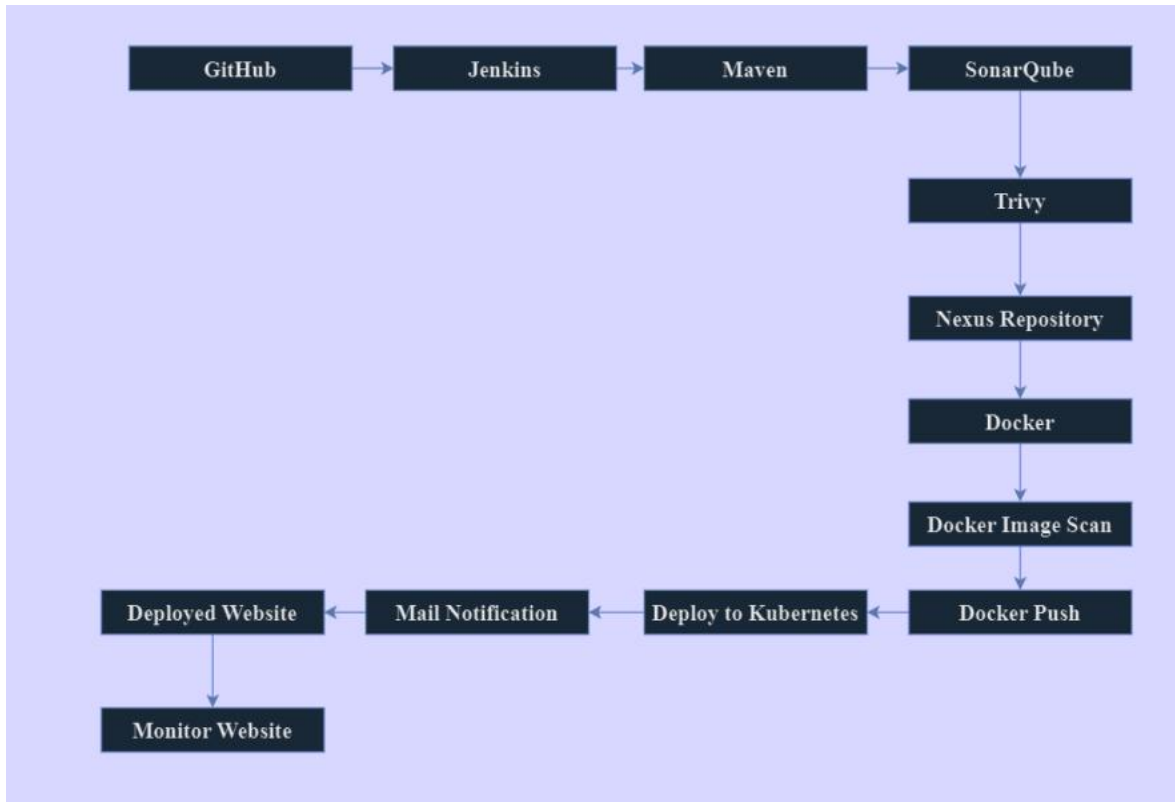 GitHub
Jenkins
Maven
SonarQube
Trivy
Nexus Repository
Docker
Docker Image Scan
Docker Push
Deploy to Kubernetes
Mail Notification
Deployed Website
Monitor Website